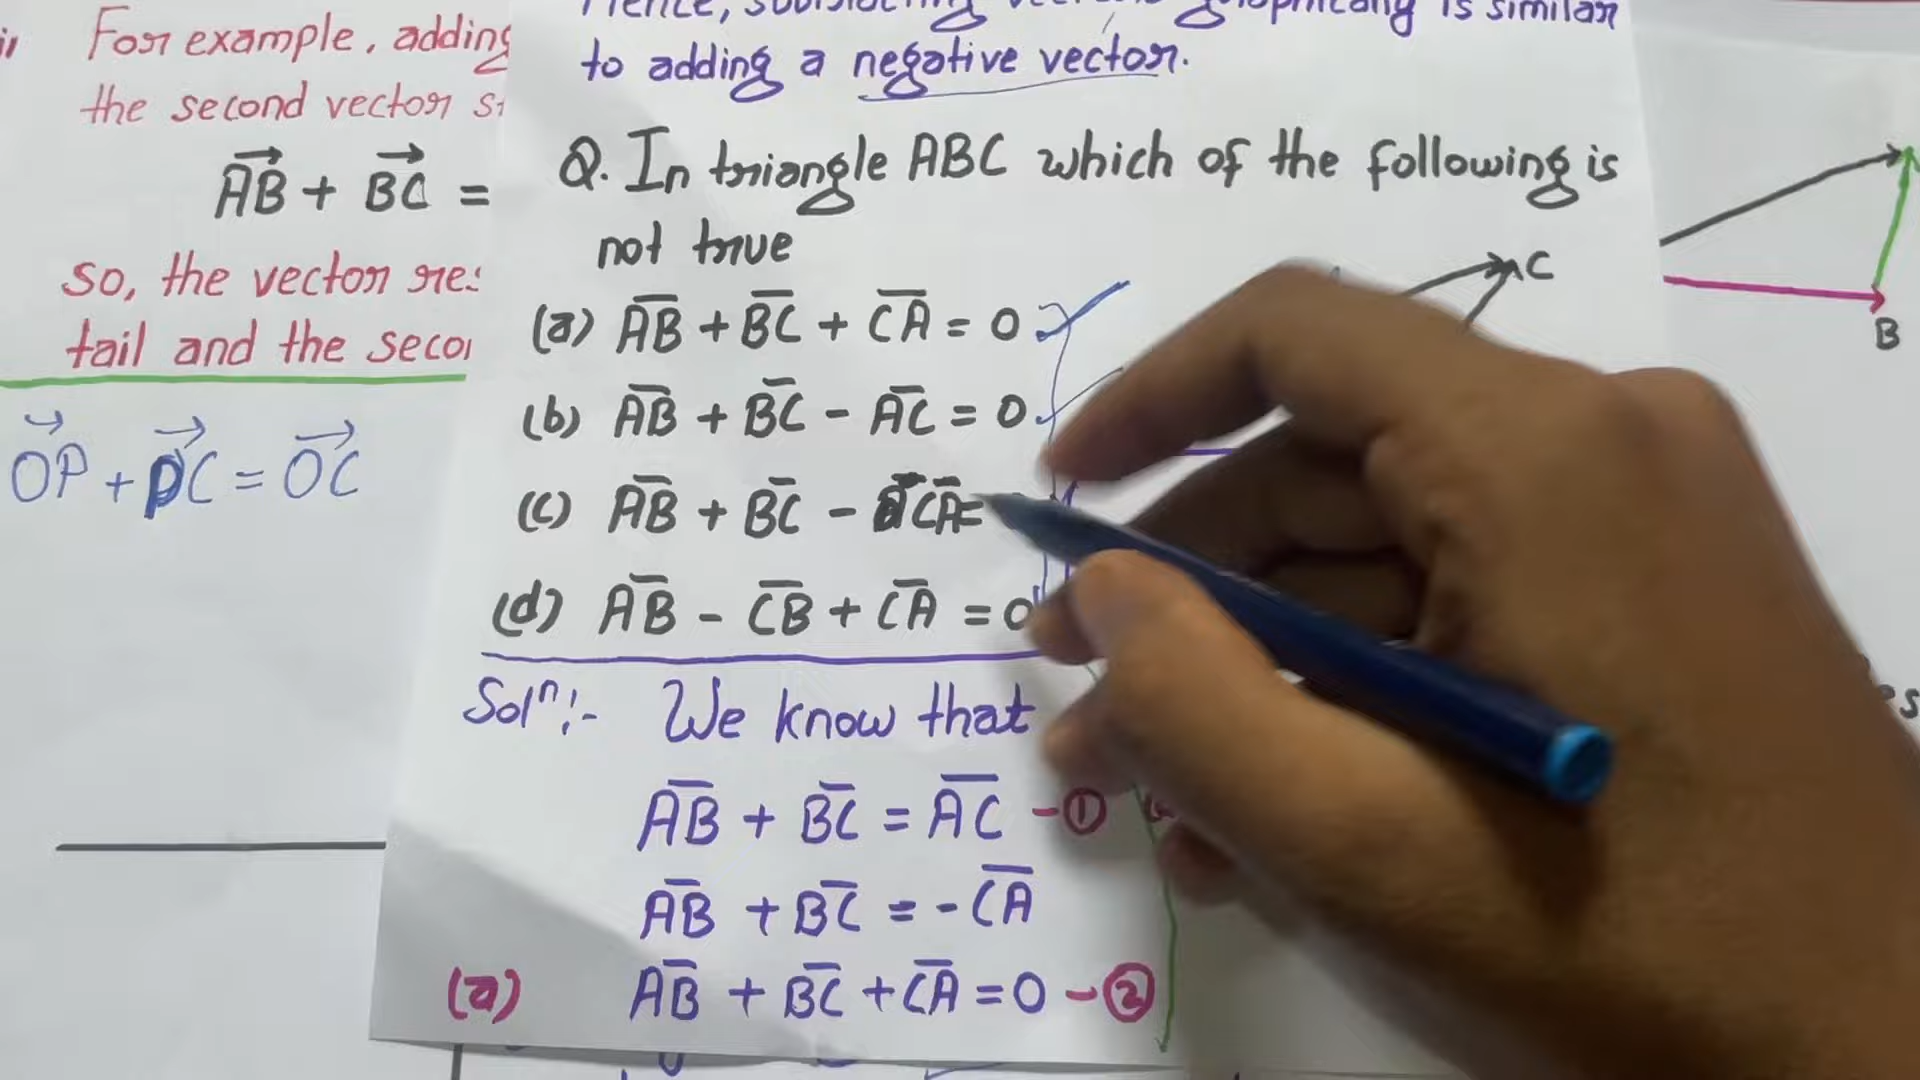 For example, adding
the second vector
AB + BC =
so, the vector
tail and the
OP + PC = OC
to adding a negative vector.
Q. In triangle ABC which of the following is
not true
(a) AB + BC + CA = 0
(b) AB + BC - AC = 0
(c) AB + BC - CA =
(d) AB - CB + CA = 0
Solⁿ:- We know that
AB + BC = AC - ①
AB + BC = - CA
(a) AB + BC + CA = 0 - ②
C
B